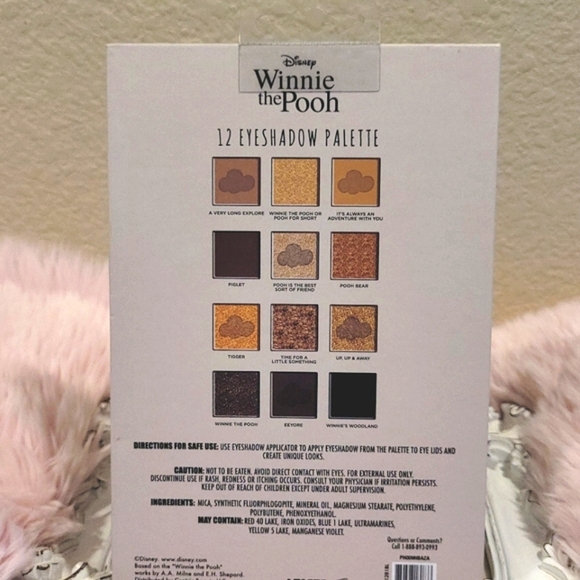 Disney
Winnie
the Pooh
12 EYESHADOW PALETTE
A VERY LONG EXPLORE
WINNIE THE POOH OR
POOH FOR SHORT
IT'S ALWAYS AN
ADVENTURE WITH YOU
PIGLET
POOH IS THE BEST
SORT OF FRIEND
POOH BEAR
TIGGER
TIME FOR A
LITTLE SOMETHING
UP, UP & AWAY
WINNIE THE POOH
EEYORE
WINNIE'S WOODLAND
DIRECTIONS FOR SAFE USE: USE EYESHADOW APPLICATOR TO APPLY EYESHADOW FROM THE PALETTE TO EYE LIDS AND
CREATE UNIQUE LOOKS.
CAUTION: NOT TO BE EATEN. AVOID DIRECT CONTACT WITH EYES. FOR EXTERNAL USE ONLY.
DISCONTINUE USE IF RASH, REDNESS OR ITCHING OCCURS. CONSULT YOUR PHYSICIAN IF IRRITATION PERSISTS.
KEEP OUT OF REACH OF CHILDREN EXCEPT UNDER ADULT SUPERVISION.
INGREDIENTS: MICA, SYNTHETIC FLUORPHLOGOPITE, MINERAL OIL, MAGNESIUM STEARATE, POLYETHYLENE,
POLYBUTENE, PHENOXYETHANOL.
MAY CONTAIN: RED 40 LAKE, IRON OXIDES, BLUE 1 LAKE, ULTRAMARINES,
YELLOW 5 LAKE, MANGANESE VIOLET.
Questions or Comments?
Call 1-888-893-0993
©Disney. www.disney.com
Based on the "Winnie the Pooh"
works by A.A. Milne and E.H. Shepard.